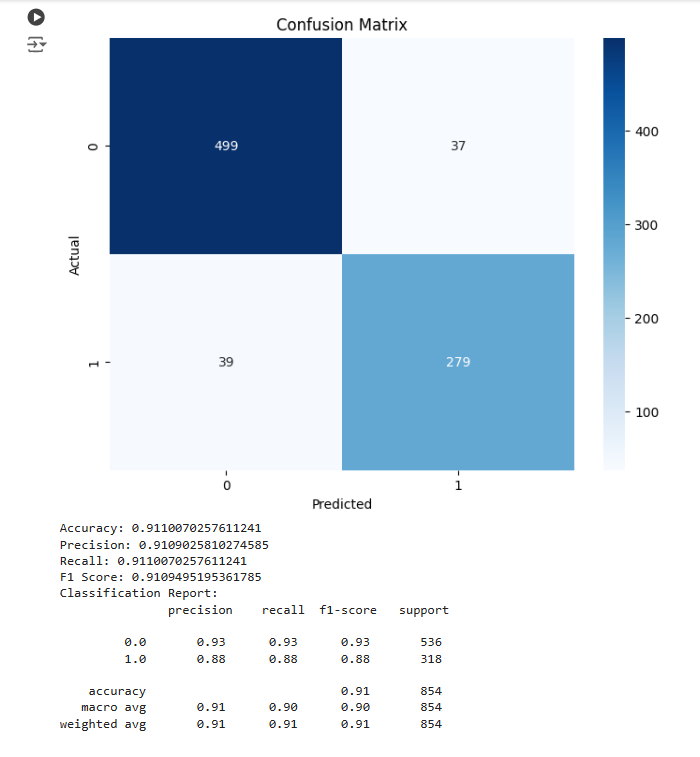 Confusion Matrix
499 37
400
0
300
Actual
200
39 279
1
100
0 1
Predicted
Accuracy: 0.9110070257611241
Precision: 0.9109025810274585
Recall: 0.9110070257611241
F1 Score: 0.9109495195361785
Classification Report:
precision recall f1-score support
0.0 0.93 0.93 0.93 536
1.0 0.88 0.88 0.88 318
accuracy 0.91 854
macro avg 0.91 0.90 0.90 854
weighted avg 0.91 0.91 0.91 854